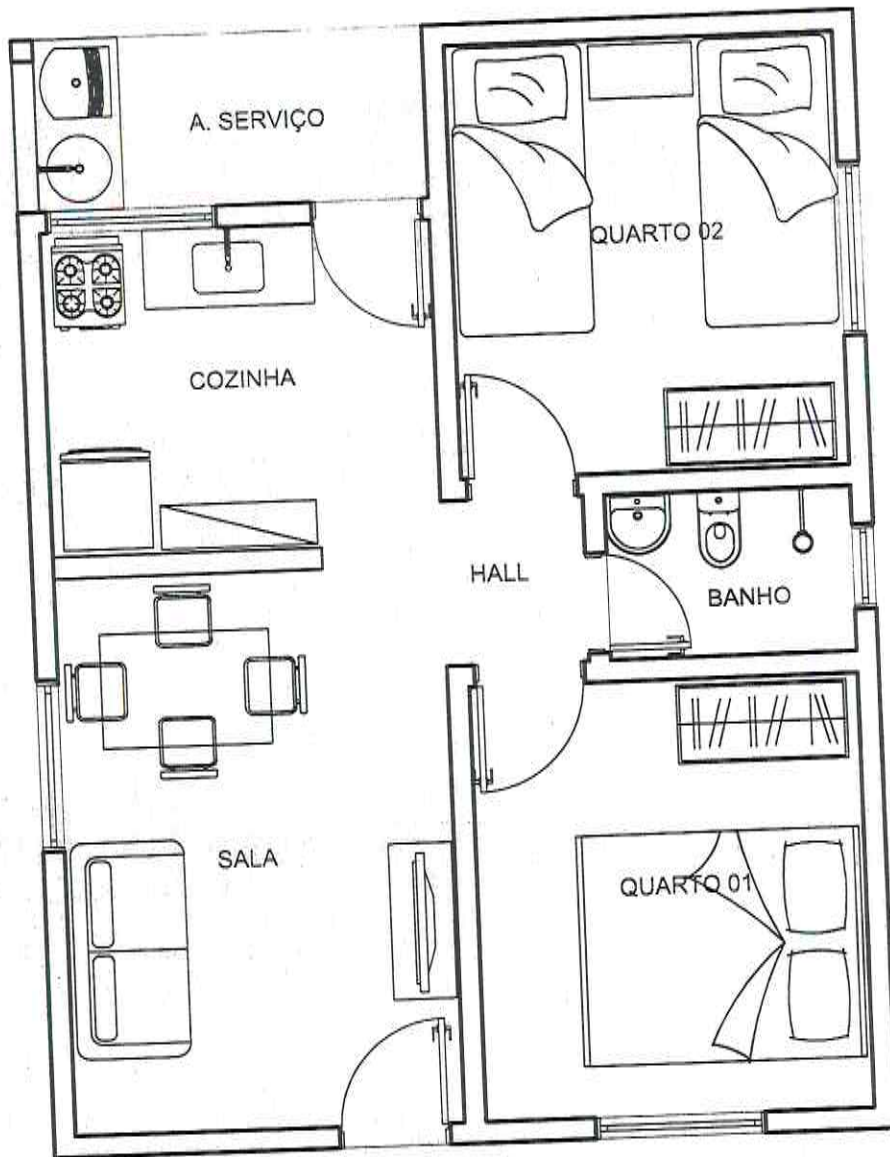 A. SERVIÇO
QUARTO 02
COZINHA
HALL
BANHO
SALA
QUARTO 01